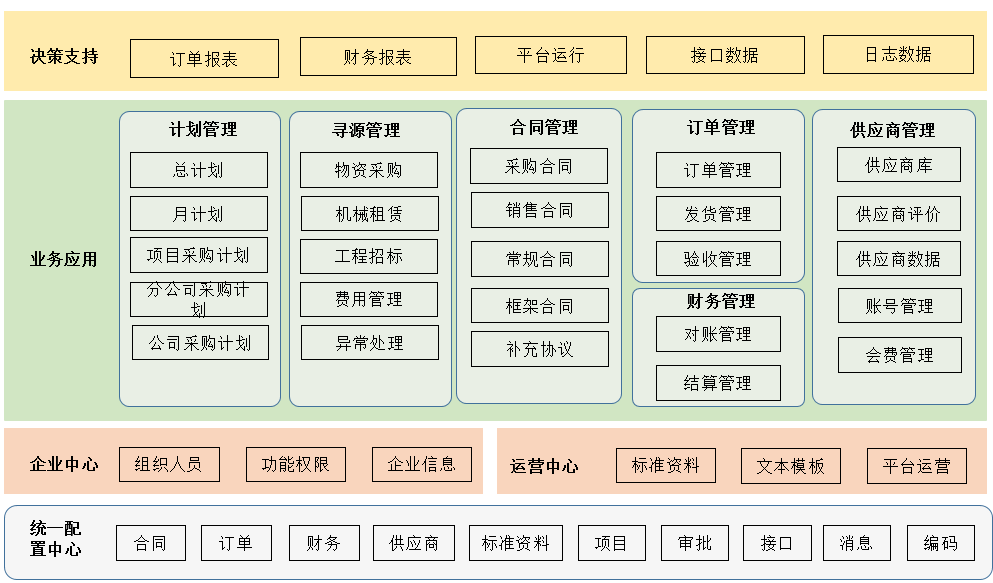 决策支持
订单报表
财务报表
平台运行
接口数据
日志数据
业务应用
计划管理
总计划
月计划
项目采购计划
分公司采购计
划
公司采购计划
寻源管理
物资采购
机械租赁
工程招标
费用管理
异常处理
合同管理
采购合同
销售合同
常规合同
框架合同
补充协议
订单管理
订单管理
发货管理
验收管理
财务管理
对账管理
结算管理
供应商管理
供应商库
供应商评价
供应商数据
账号管理
会费管理
企业中心
组织人员
功能权限
企业信息
运营中心
标准资料
文本模板
平台运营
统一配
置中心
合同
订单
财务
供应商
标准资料
项目
审批
接口
消息
编码